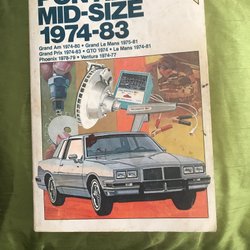 MID-SIZE
1974-83
Grand Am 1974-80 • Grand Le Mans 1975-81
Grand Prix 1974-83 • GTO 1974 • Le Mans 1974-81
Phoenix 1978-79 • Ventura 1974-77